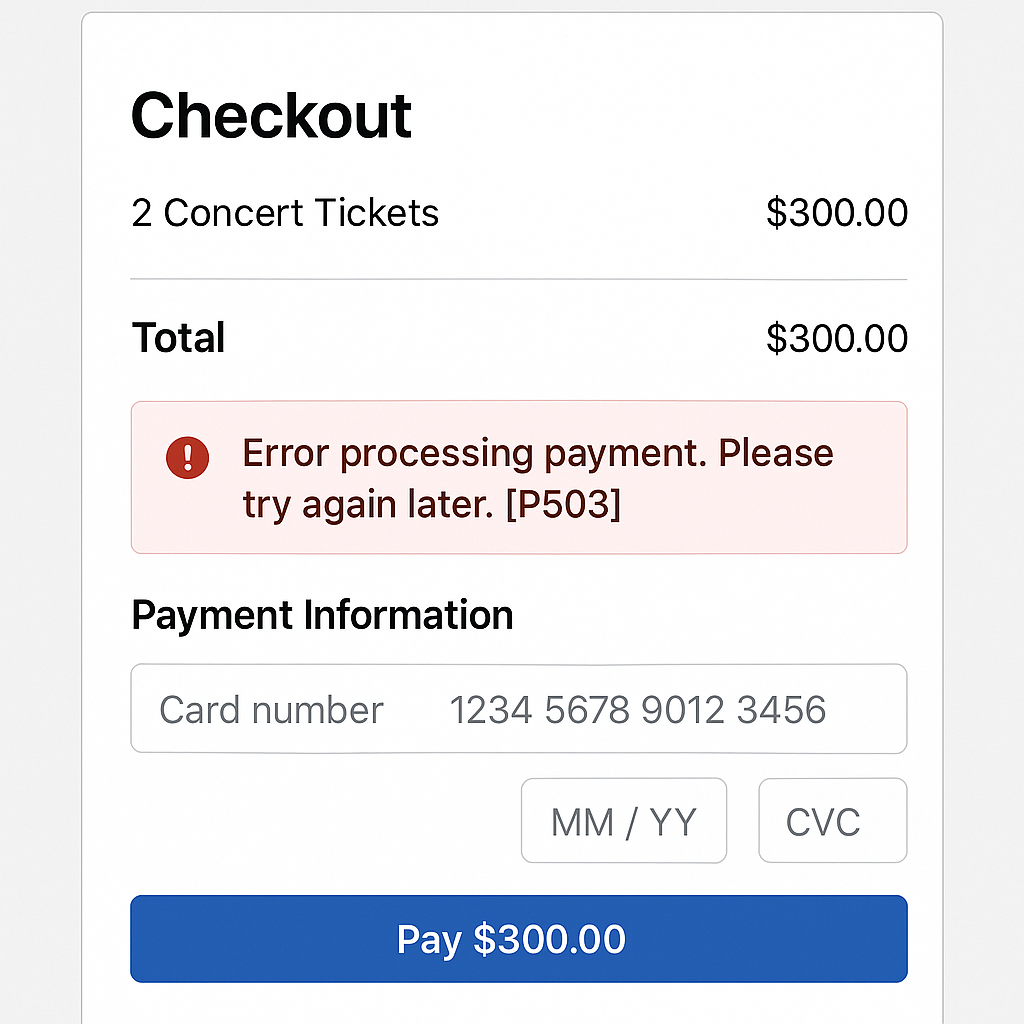 Checkout
2 Concert Tickets $300.00
Total $300.00
Error processing payment. Please
try again later. [P503]
Payment Information
Card number 1234 5678 9012 3456
MM / YY CVC
Pay $300.00